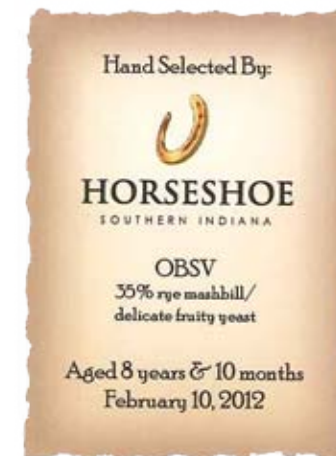 Hand Selected By:
HORSESHOE
SOUTHERN INDIANA
OBSV
35% rye mashbill/
delicate fruity yeast
Aged 8 years & 10 months
February 10, 2012